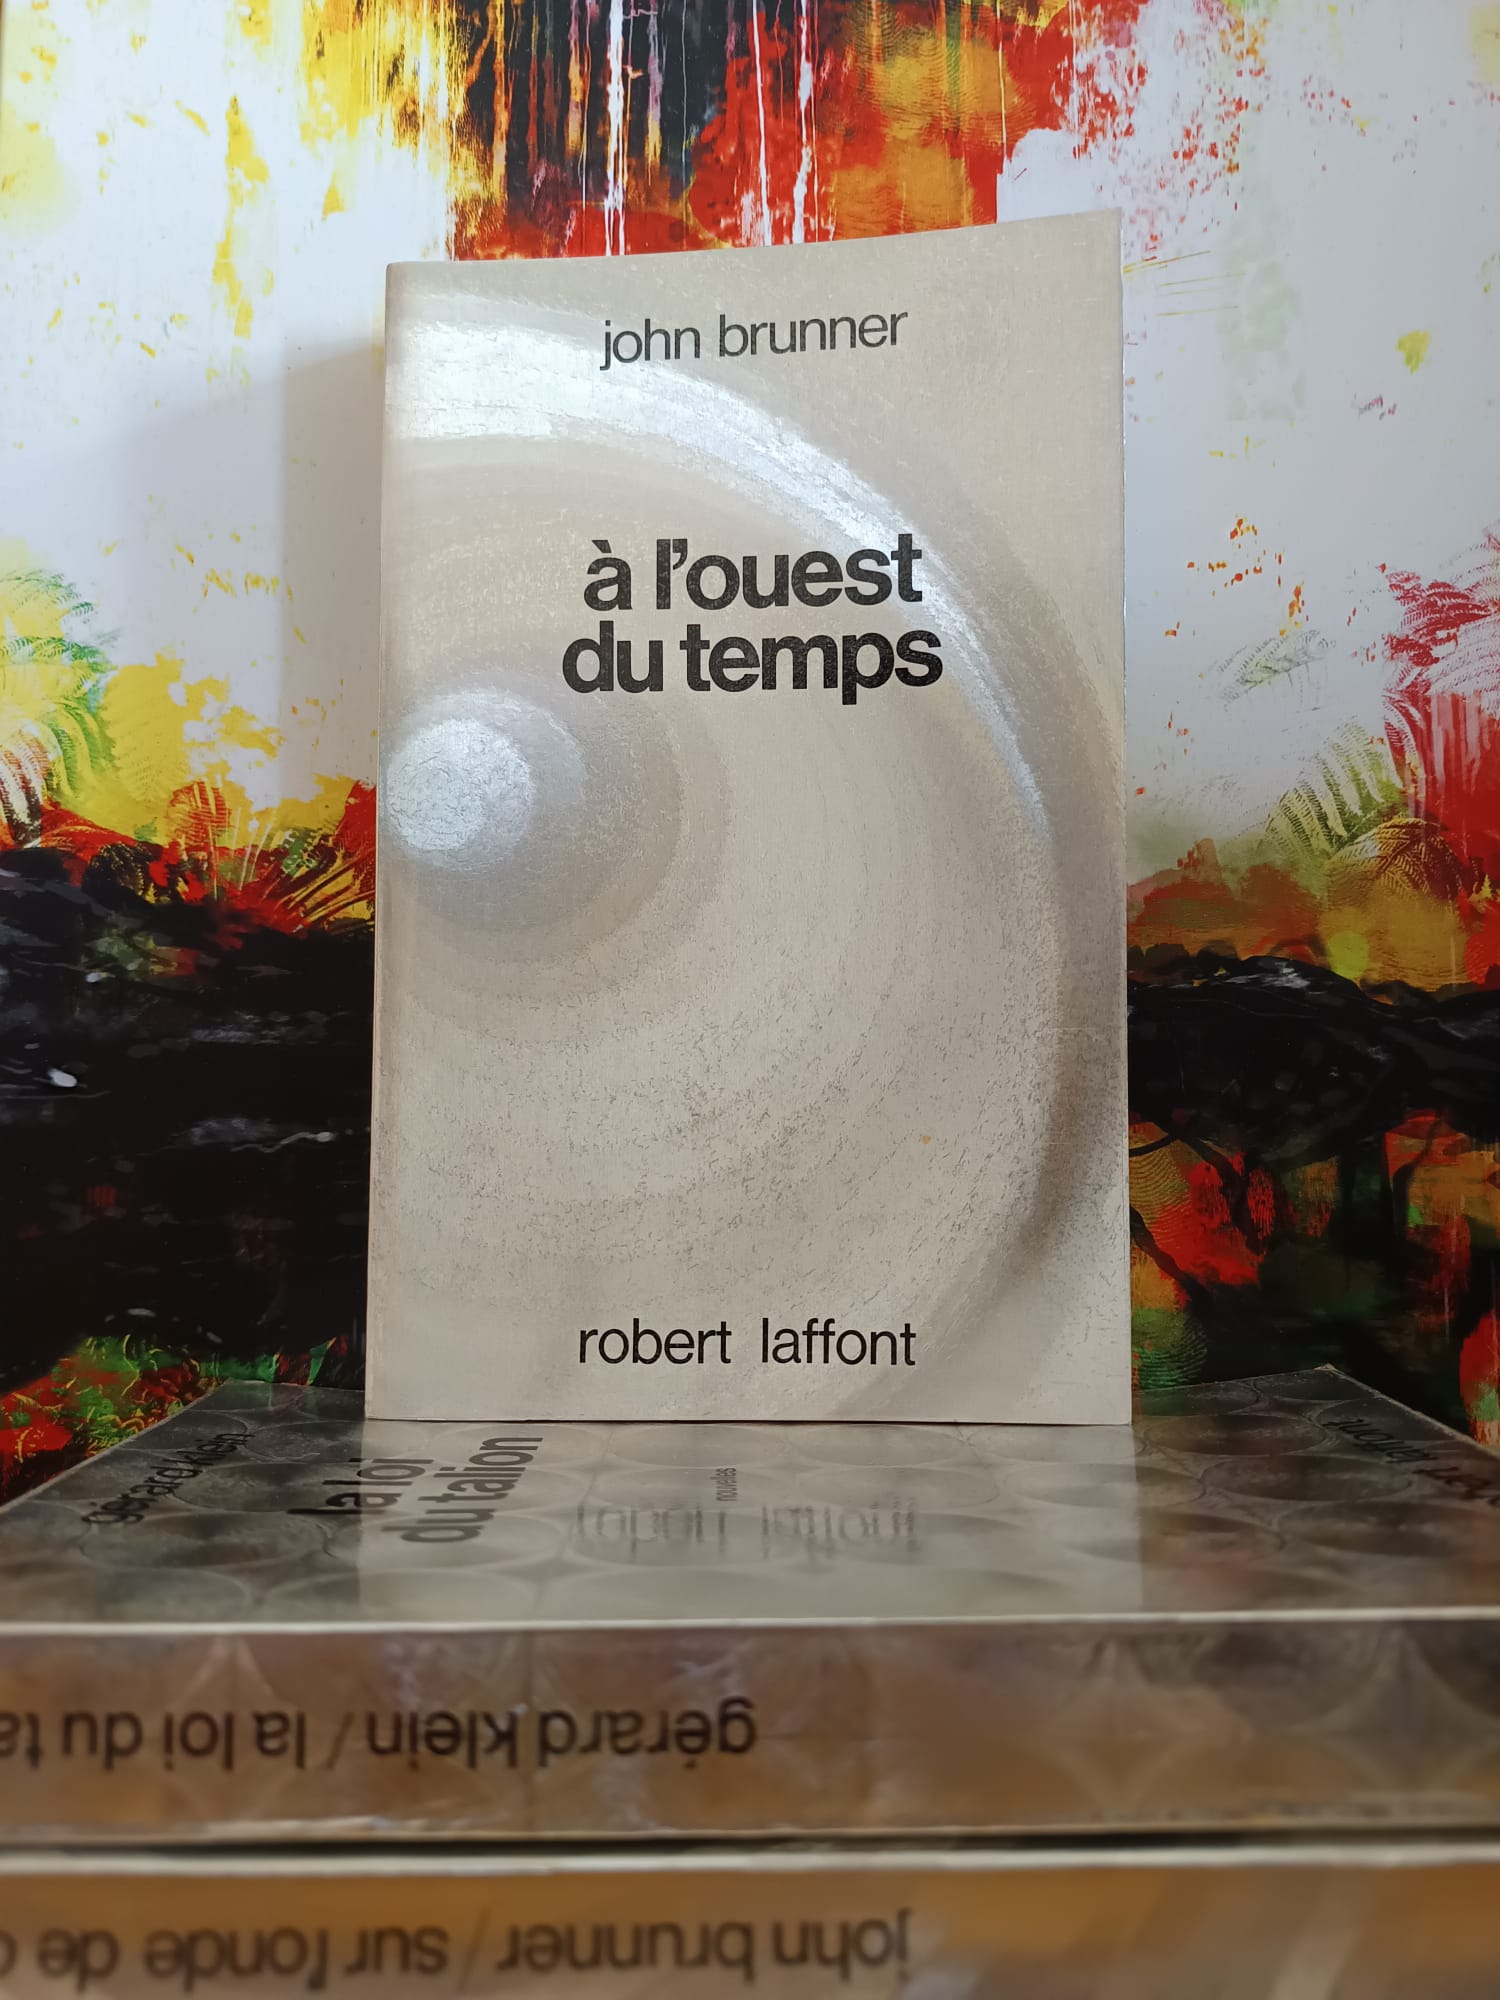 john brunner
à l'ouest
du temps
robert laffont
gérard klein
la loi
du talion
nouvelles
gérard klein / la loi du ta
john brunner / sur l'onde de